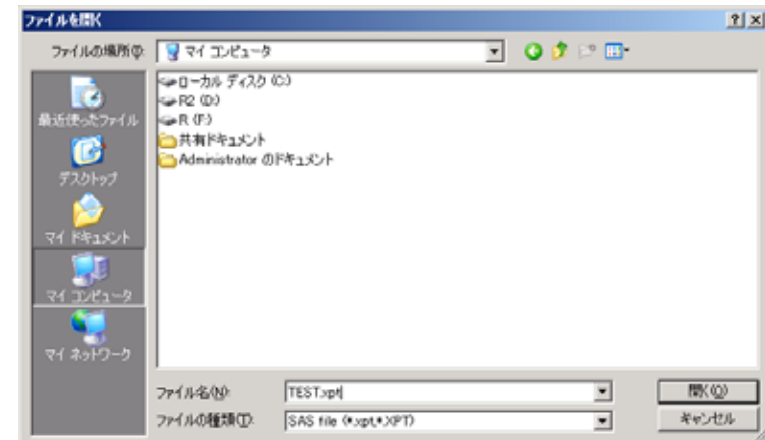 ファイルを開く
ファイルの場所(I): マイ コンピュータ
ローカル ディスク (C:)
R2 (D:)
R (F:)
共有ドキュメント
Administrator のドキュメント
最近使ったファイル
デスクトップ
マイ ドキュメント
マイ コンピュータ
マイ ネットワーク
ファイル名(N): TEST.xpt 開く(O)
ファイルの種類(T): SAS file (*.xpt,*.XPT) キャンセル